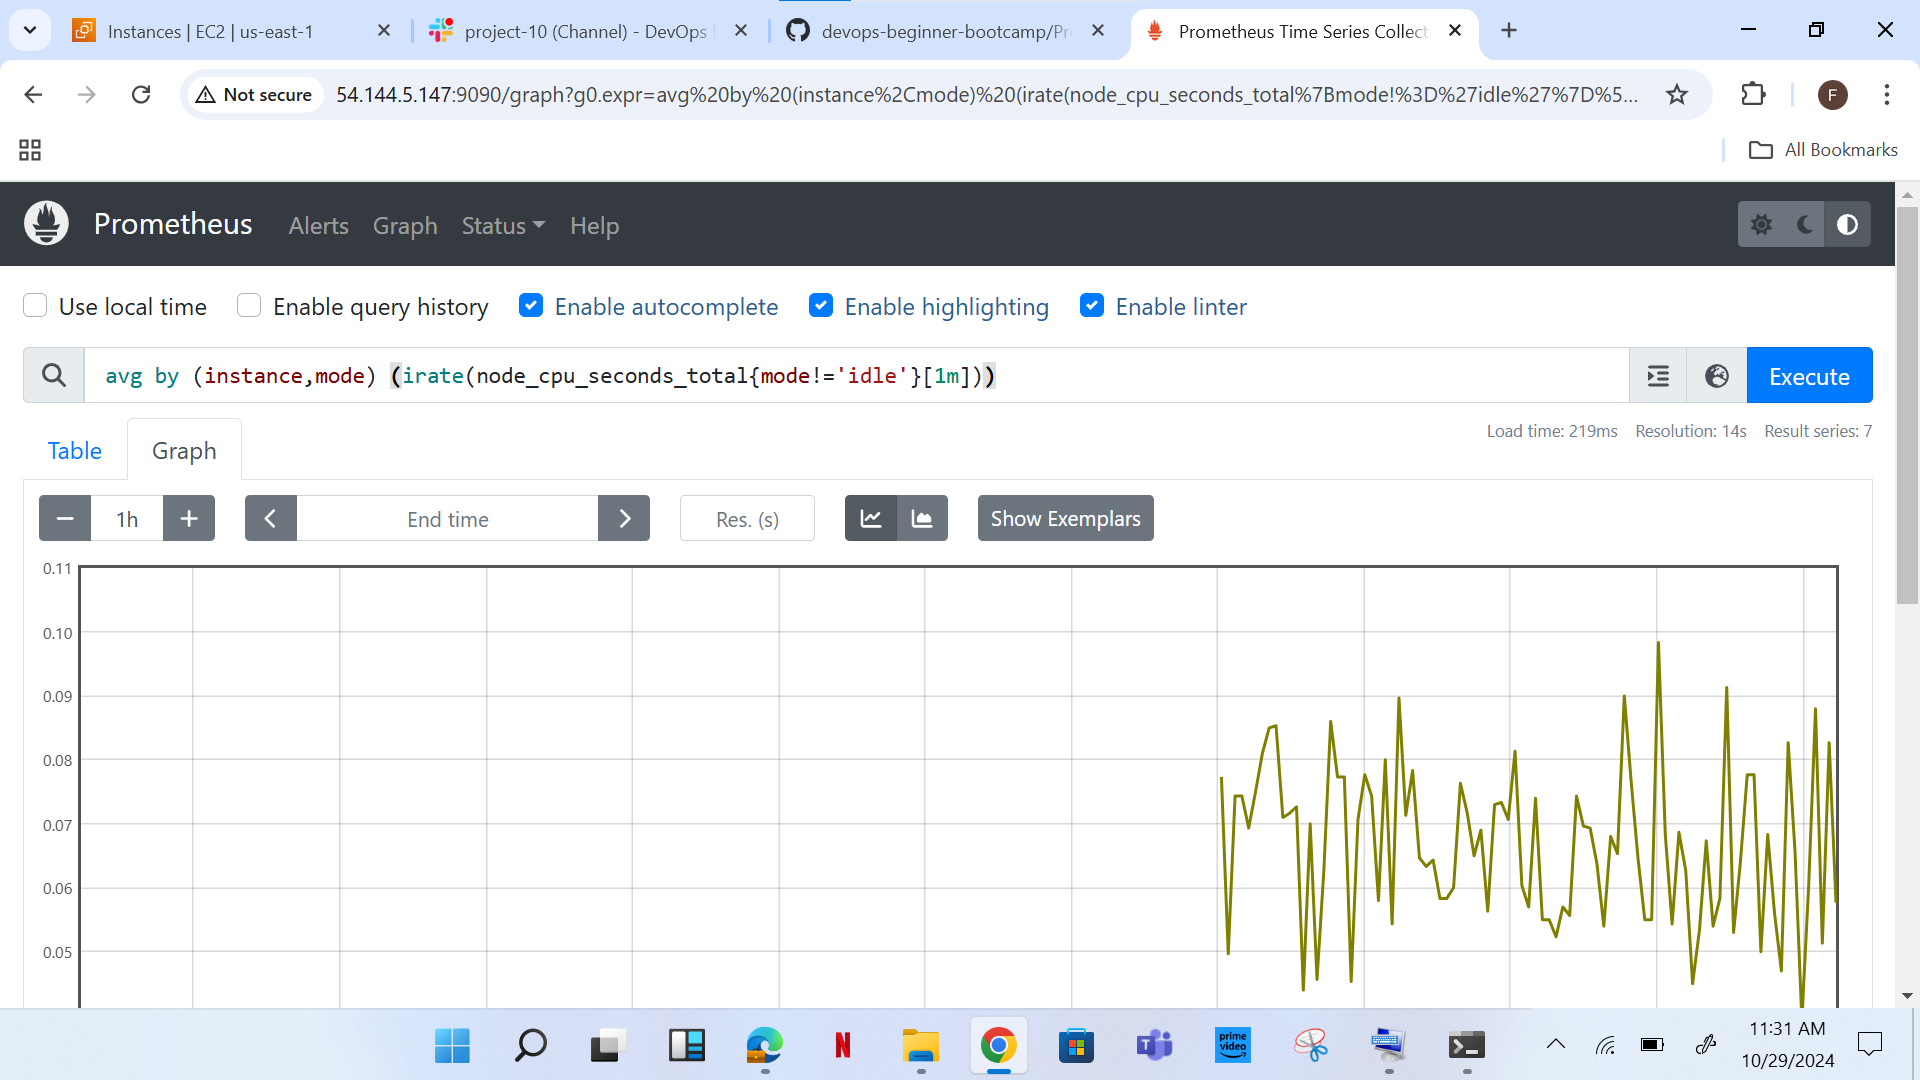 Instances | EC2 | us-east-1
project-10 (Channel) - DevOps
devops-beginner-bootcamp/Pr
Prometheus Time Series Collect
Not secure
54.144.5.147:9090/graph?g0.expr=avg%20by%20(instance%2Cmode)%20(irate(node_cpu_seconds_total%7Bmode!%3D%27idle%27%7D%5...
F
All Bookmarks
Prometheus
Alerts
Graph
Status
Help
Use local time
Enable query history
Enable autocomplete
Enable highlighting
Enable linter
avg by (instance,mode) (irate(node_cpu_seconds_total{mode!='idle'}[1m]))
Execute
Table
Graph
Load time: 219ms
Resolution: 14s
Result series: 7
1h
End time
Res. (s)
Show Exemplars
0.11
0.10
0.09
0.08
0.07
0.06
0.05
N
prime
video
11:31 AM
10/29/2024